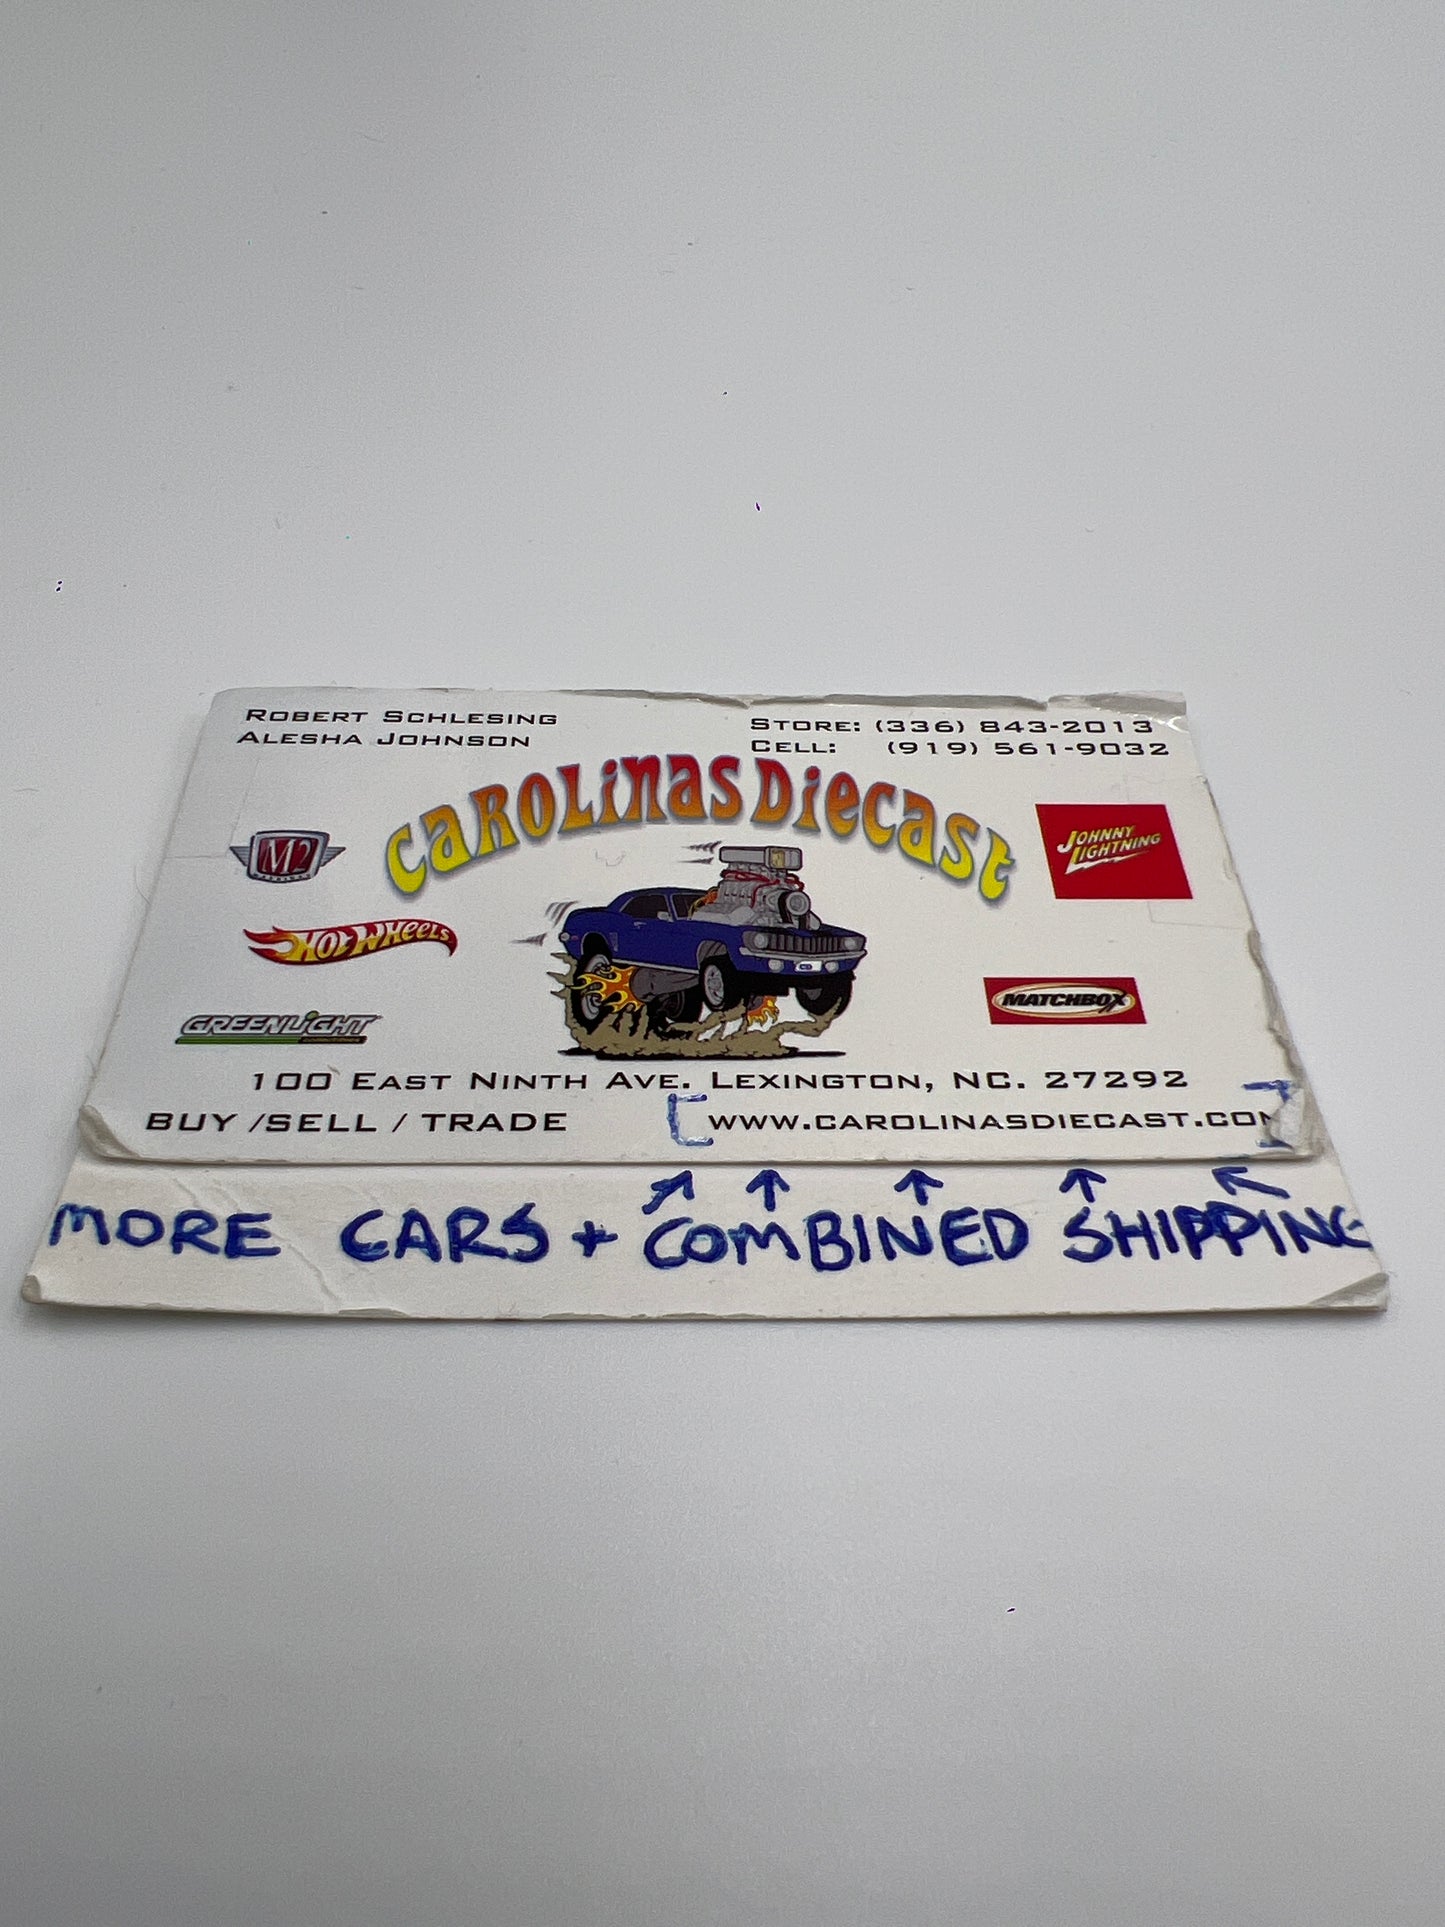 ROBERT SCHLESING
ALESHA JOHNSON
STORE: (336) 843-2013
CELL: (919) 561-9032
CAROLINAS DIECAST
M2
JOHNNY LIGHTNING
HOT WHEELS
MATCHBOX
GREENLIGHT
100 EAST NINTH AVE. LEXINGTON, NC. 27292
BUY /SELL / TRADE
[ WWW.CAROLINASDIECAST.COM ]
MORE CARS + COMBINED SHIPPING